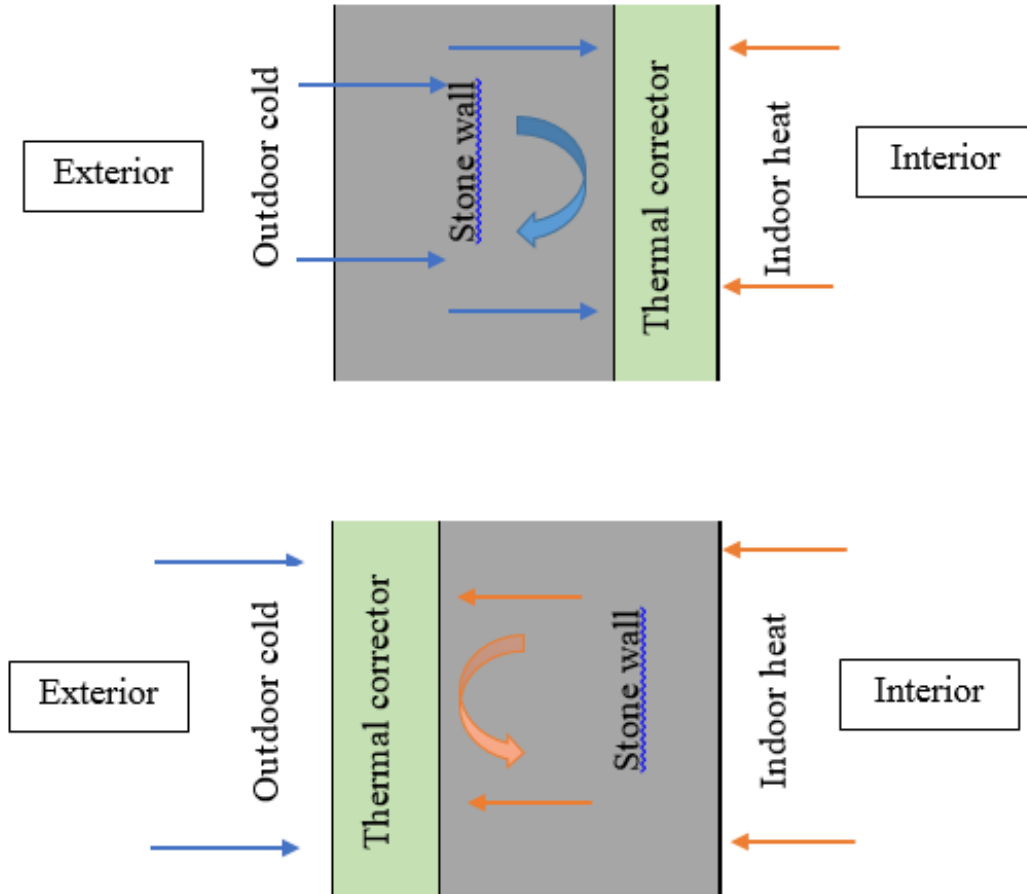 Exterior
Outdoor cold
Stone wall
Thermal corrector
Indoor heat
Interior
Exterior
Outdoor cold
Thermal corrector
Stone wall
Indoor heat
Interior